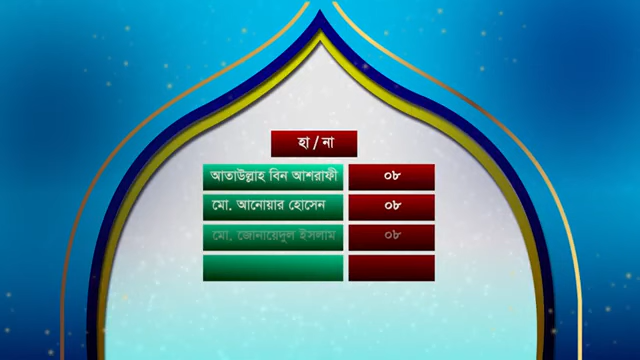 হা / না
আতাউল্লাহ বিন আশরাফী ০৮
মো. আনোয়ার হোসেন ০৮
মো. জোনায়েদুল ইসলাম ০৮